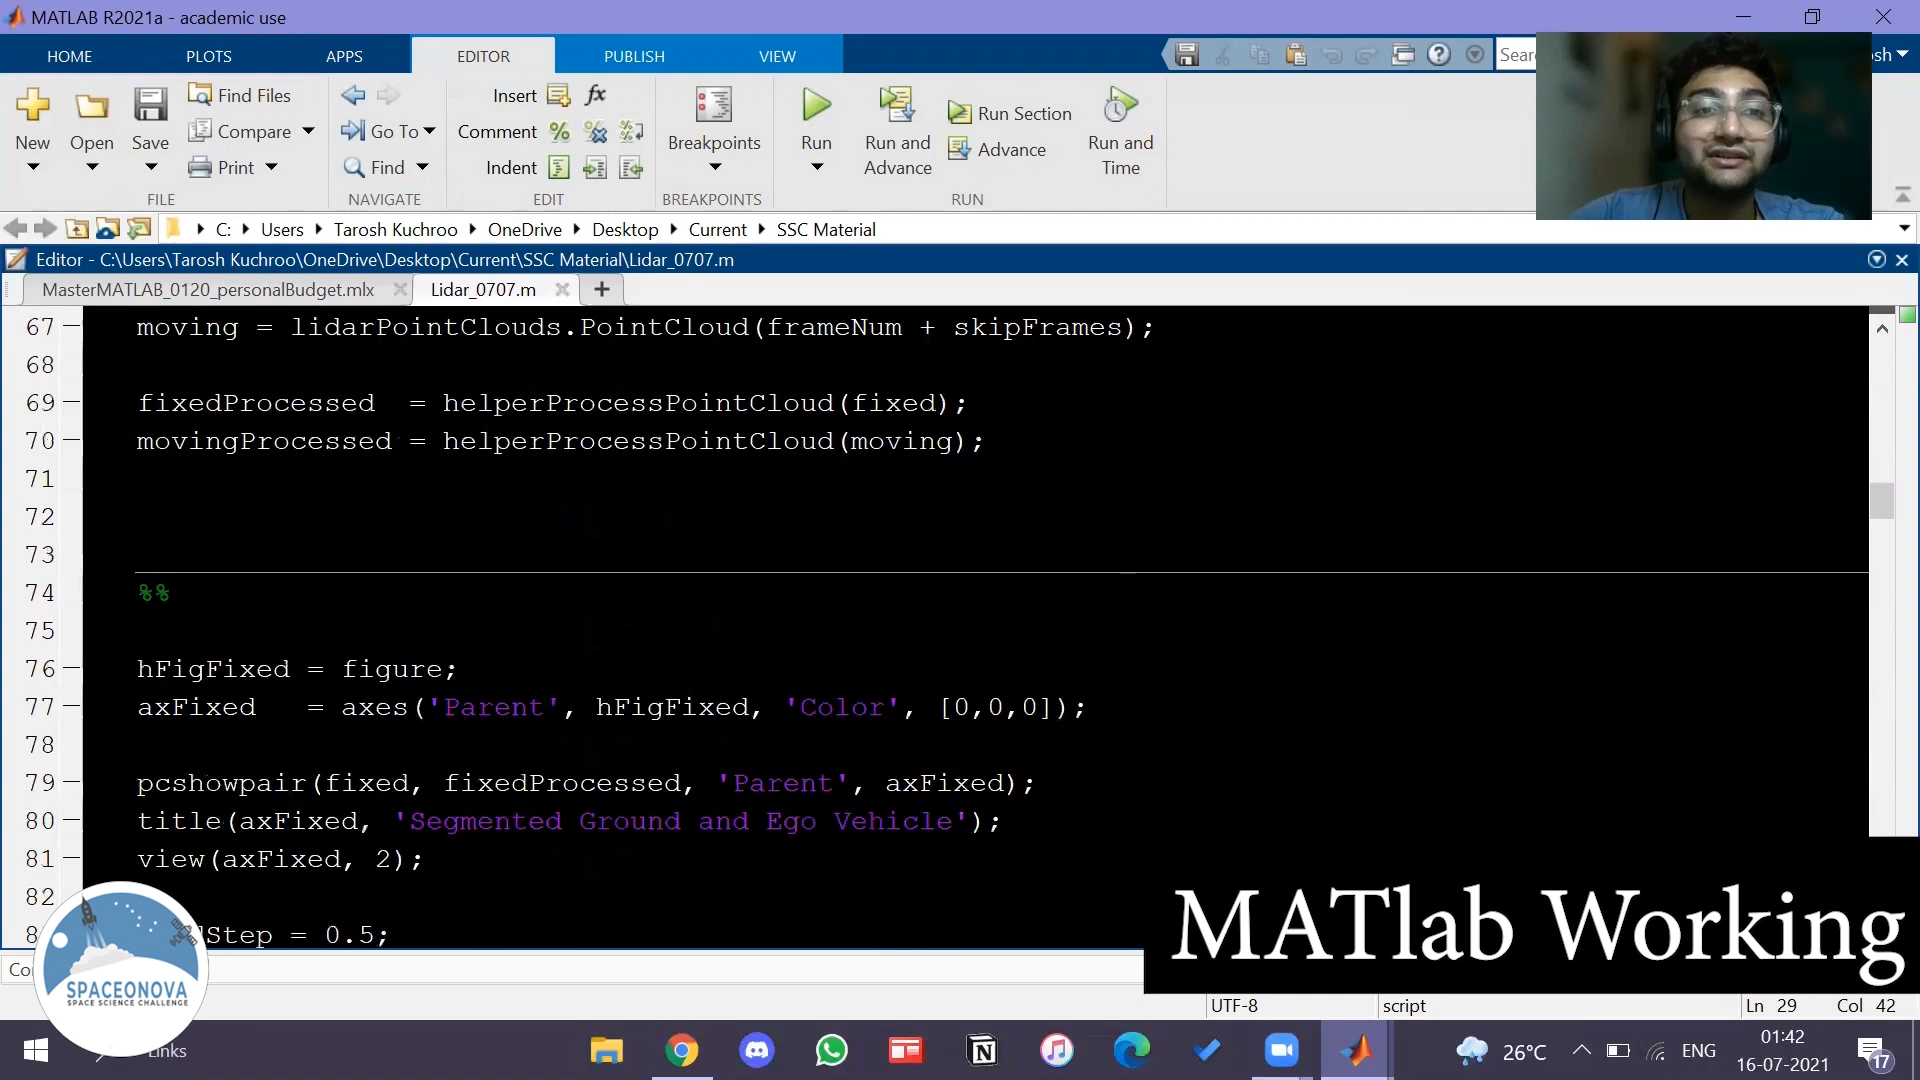 MATLAB R2021a - academic use
HOME PLOTS APPS EDITOR PUBLISH VIEW
New
Open
Save
Find Files
Compare
Print
FILE
Go To
Find
NAVIGATE
Insert
Comment
Indent
EDIT
Breakpoints
BREAKPOINTS
Run
Run and Advance
Run Section
Advance
Run and Time
RUN
C: Users Tarosh Kuchroo OneDrive Desktop Current SSC Material
Editor - C:\Users\Tarosh Kuchroo\OneDrive\Desktop\Current\SSC Material\Lidar_0707.m
MasterMATLAB_0120_personalBudget.mlx Lidar_0707.m
67 moving = lidarPointClouds.PointCloud(frameNum + skipFrames);
68
69 fixedProcessed = helperProcessPointCloud(fixed);
70 movingProcessed = helperProcessPointCloud(moving);
71
72
73
74 %%
75
76 hFigFixed = figure;
77 axFixed = axes('Parent', hFigFixed, 'Color', [0,0,0]);
78
79 pcshowpair(fixed, fixedProcessed, 'Parent', axFixed);
80 title(axFixed, 'Segmented Ground and Ego Vehicle');
81 view(axFixed, 2);
82
Step = 0.5;
MATlab Working
SPACEONOVA
SPACE SCIENCE CHALLENGE
UTF-8 script Ln 29 Col 42
Links
26°C ENG 01:42
16-07-2021
17